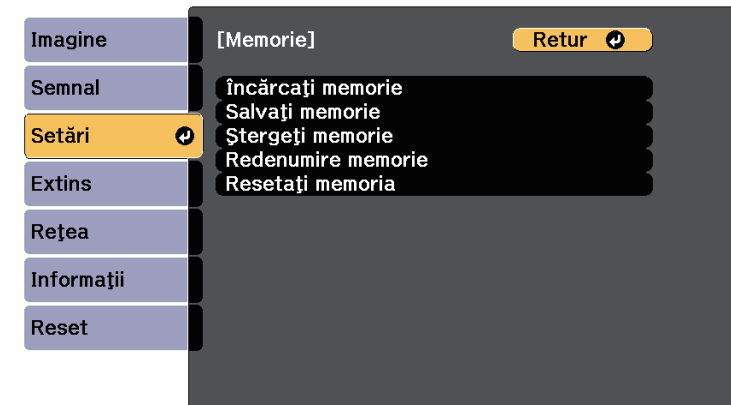 Imagine
Semnal
Setări
Extins
Reţea
Informaţii
Reset
[Memorie]
Retur
Încărcaţi memorie
Salvaţi memorie
Ştergeţi memorie
Redenumire memorie
Resetaţi memoria